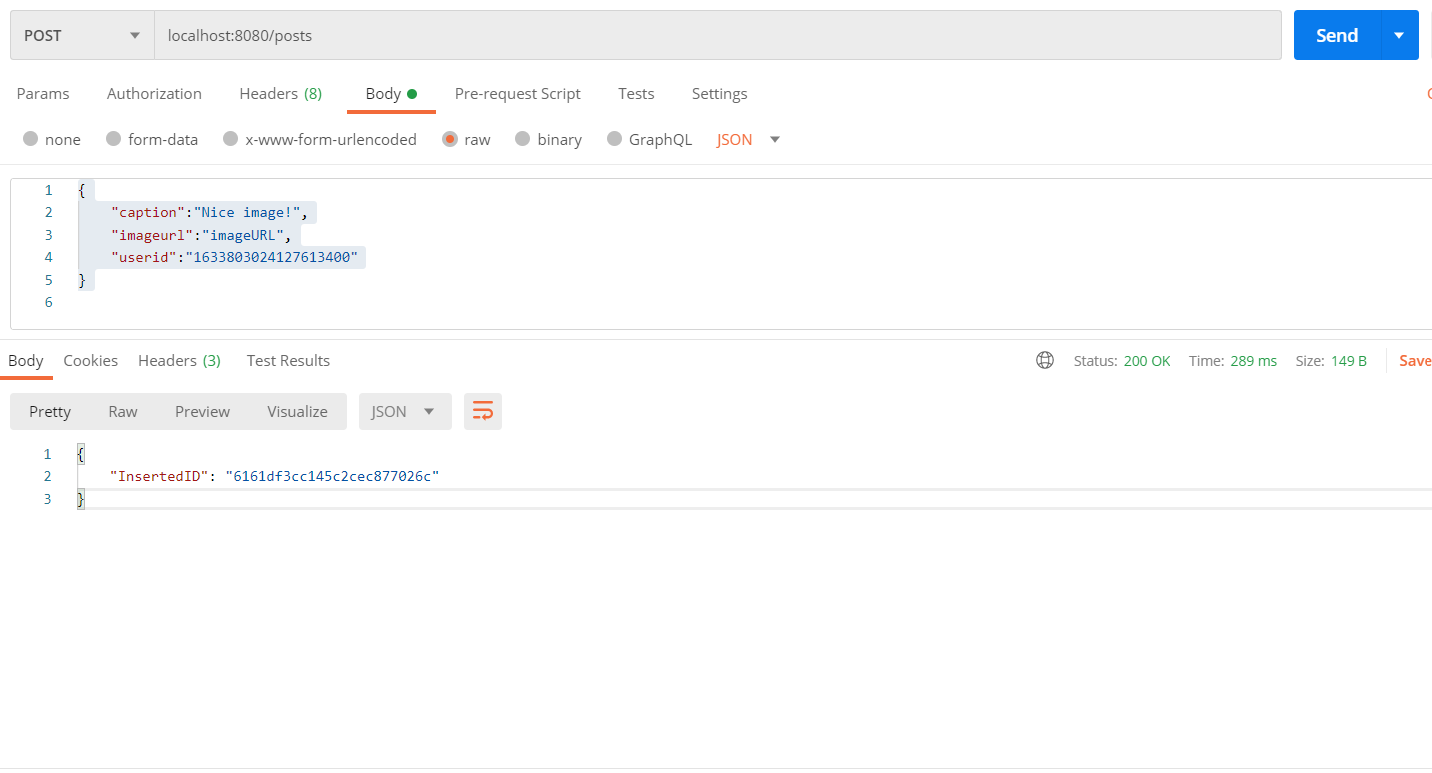 POST localhost:8080/posts Send
Params Authorization Headers (8) Body Pre-request Script Tests Settings
none form-data x-www-form-urlencoded raw binary GraphQL JSON
1 {
2 "caption":"Nice image!",
3 "imageurl":"imageURL",
4 "userid":"1633803024127613400"
5 }
6
Body Cookies Headers (3) Test Results Status: 200 OK Time: 289 ms Size: 149 B Save
Pretty Raw Preview Visualize JSON
1 {
2 "InsertedID": "6161df3cc145c2cec877026c"
3 }